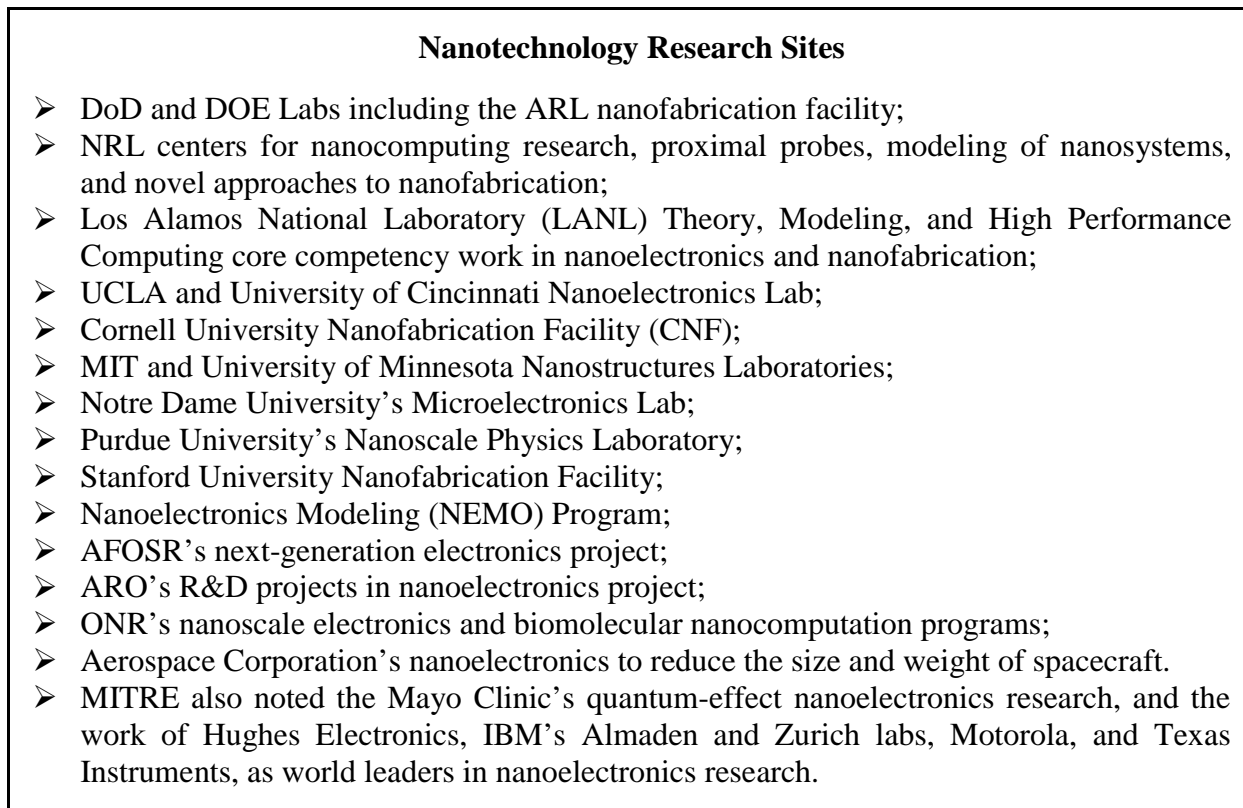 Nanotechnology Research Sites
➢ DoD and DOE Labs including the ARL nanofabrication facility;
➢ NRL centers for nanocomputing research, proximal probes, modeling of nanosystems,
and novel approaches to nanofabrication;
➢ Los Alamos National Laboratory (LANL) Theory, Modeling, and High Performance
Computing core competency work in nanoelectronics and nanofabrication;
➢ UCLA and University of Cincinnati Nanoelectronics Lab;
➢ Cornell University Nanofabrication Facility (CNF);
➢ MIT and University of Minnesota Nanostructures Laboratories;
➢ Notre Dame University’s Microelectronics Lab;
➢ Purdue University’s Nanoscale Physics Laboratory;
➢ Stanford University Nanofabrication Facility;
➢ Nanoelectronics Modeling (NEMO) Program;
➢ AFOSR’s next-generation electronics project;
➢ ARO’s R&D projects in nanoelectronics project;
➢ ONR’s nanoscale electronics and biomolecular nanocomputation programs;
➢ Aerospace Corporation’s nanoelectronics to reduce the size and weight of spacecraft.
➢ MITRE also noted the Mayo Clinic’s quantum-effect nanoelectronics research, and the
work of Hughes Electronics, IBM’s Almaden and Zurich labs, Motorola, and Texas
Instruments, as world leaders in nanoelectronics research.